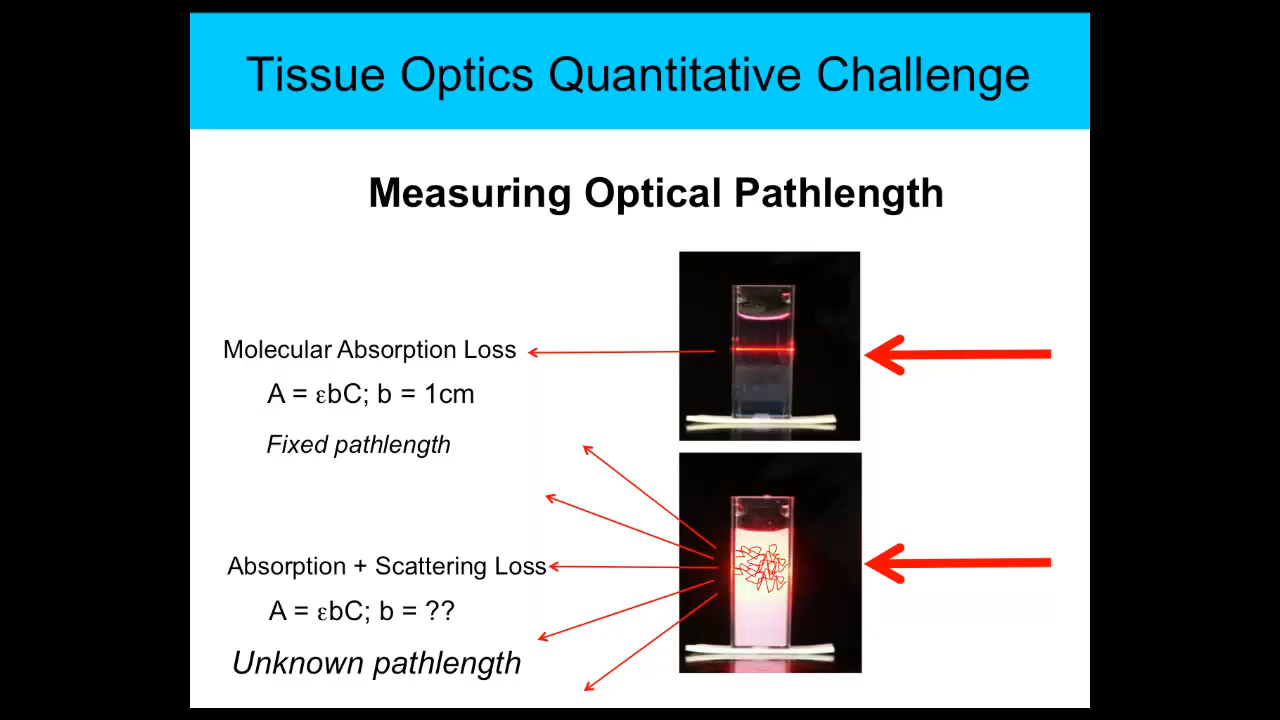 Tissue Optics Quantitative Challenge
Measuring Optical Pathlength
Molecular Absorption Loss
A = εbC; b = 1cm
Fixed pathlength
Absorption + Scattering Loss
A = εbC; b = ??
Unknown pathlength